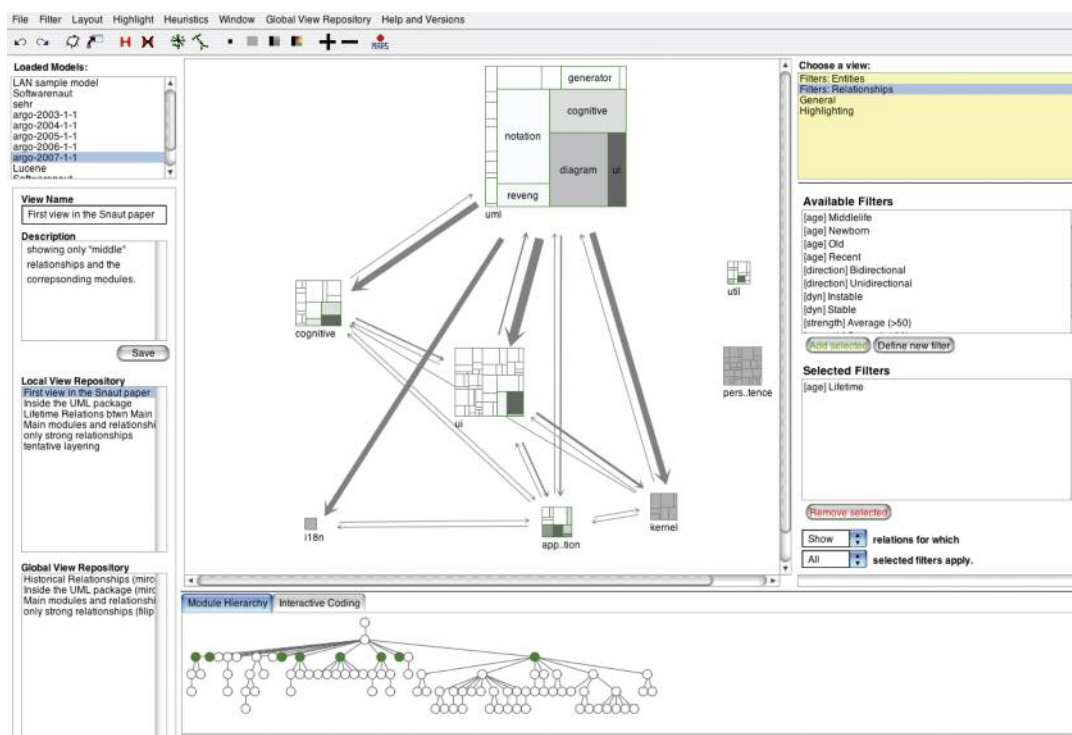 File Filter Layout Highlight Heuristics Window Global View Repository Help and Versions
H
MARS
Loaded Models:
LAN sample model
Softwarenaut
sehr
argo-2003-1-1
argo-2004-1-1
argo-2005-1-1
argo-2006-1-1
argo-2007-1-1
Lucene
Softwarenaut
View Name
First view in the Snaut paper
Description
showing only "middle"
relationships and the
correpsonding modules.
Save
Local View Repository
First view in the Snaut paper
Inside the UML package
Lifetime Relations btwn Main
Main modules and relationshi
only strong relationships
tentative layering
Global View Repository
Historical Relationships (mirc
Inside the UML package (mirc
Main modules and relationshi
only strong relationships (filip
generator
cognitive
notation
diagram
ui
reveng
uml
cognitive
ui
util
pers..tence
i18n
app..tion
kernel
Module Hierarchy Interactive Coding
Choose a view:
Filters: Entities
Filters: Relationships
General
Highlighting
Available Filters
[age] Middlelife
[age] Newborn
[age] Old
[age] Recent
[direction] Bidirectional
[direction] Unidirectional
[dyn] Instable
[dyn] Stable
[strength] Average (>50)
Add selected Define new filter
Selected Filters
[age] Lifetime
Remove selected
Show relations for which
All selected filters apply.